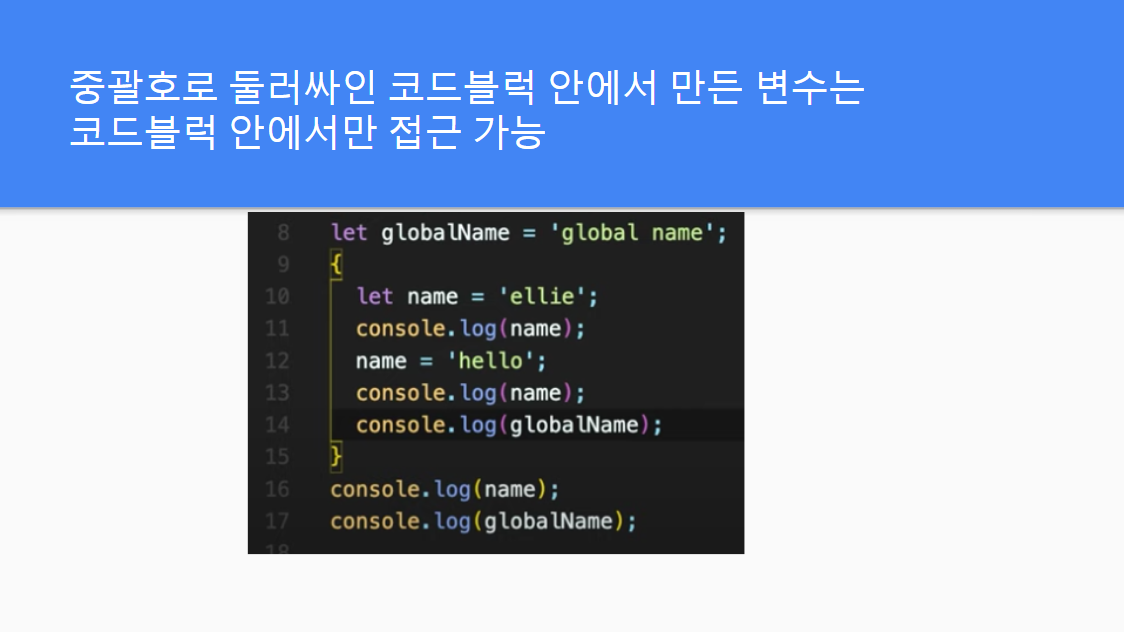 중괄호로 둘러싸인 코드블럭 안에서 만든 변수는
코드블럭 안에서만 접근 가능
8 let globalName = 'global name';
9 {
10 let name = 'ellie';
11 console.log(name);
12 name = 'hello';
13 console.log(name);
14 console.log(globalName);
15 }
16 console.log(name);
17 console.log(globalName);
18